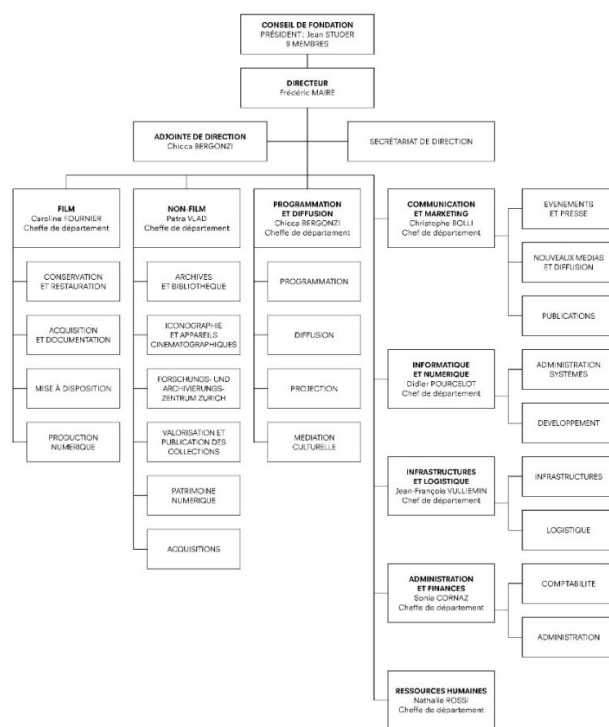 CONSEIL DE FONDATION
PRÉSIDENT: Jean STUDER
9 MEMBRES
DIRECTEUR
Frédéric MAIRE
ADJOINTE DE DIRECTION
Chicca BERGONZI
SECRÉTARIAT DE DIRECTION
FILM
Caroline FOURNIER
Cheffe de département
CONSERVATION
ET RESTAURATION
ACQUISITION
ET DOCUMENTATION
MISE À DISPOSITION
PRODUCTION
NUMERIQUE
NON-FILM
Petra VLAD
Cheffe de département
ARCHIVES
ET BIBLIOTHEQUE
ICONOGRAPHIE
ET APPAREILS
CINEMATOGRAPHIQUES
FORSCHUNGS- UND
ARCHIVIERUNGS-
ZENTRUM ZURICH
VALORISATION ET
PUBLICATION DES
COLLECTIONS
PATRIMOINE
NUMERIQUE
ACQUISITIONS
PROGRAMMATION
ET DIFFUSION
Chicca BERGONZI
Cheffe de département
PROGRAMMATION
DIFFUSION
PROJECTION
MEDIATION
CULTURELLE
COMMUNICATION
ET MARKETING
Christophe BOLLI
Chef de département
EVENEMENTS
ET PRESSE
NOUVEAUX MEDIAS
ET DIFFUSION
PUBLICATIONS
INFORMATIQUE
ET NUMERIQUE
Didier POURCELOT
Chef de département
ADMINISTRATION
SYSTÈMES
DEVELOPPEMENT
INFRASTRUCTURES
ET LOGISTIQUE
Jean-François VULLIEMIN
Chef de département
INFRASTRUCTURES
LOGISTIQUE
ADMINISTRATION
ET FINANCES
Sonia CORNAZ
Cheffe de département
COMPTABILITE
ADMINISTRATION
RESSOURCES HUMAINES
Nathalie ROSSI
Cheffe de département